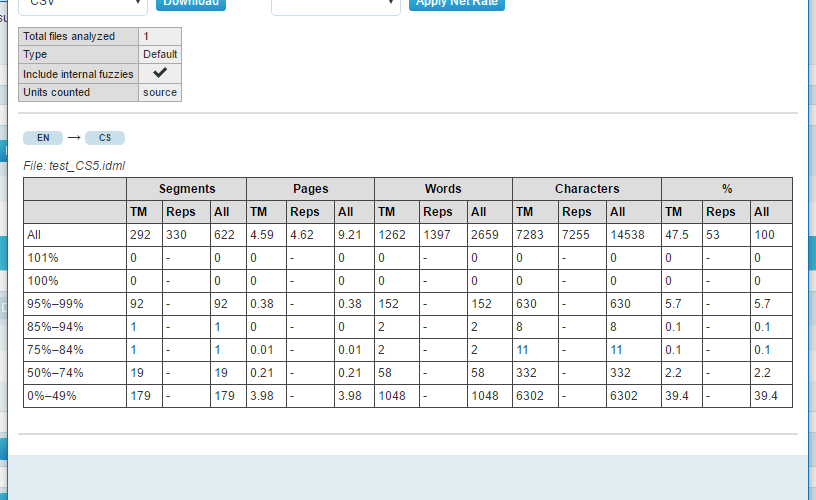 CSV Download Apply Net Rate
Total files analyzed 1
Type Default
Include internal fuzzies ✔
Units counted source
EN → CS
File: test_CS5.idml
Segments Pages Words Characters %
TM Reps All TM Reps All TM Reps All TM Reps All TM Reps All
All 292 330 622 4.59 4.62 9.21 1262 1397 2659 7283 7255 14538 47.5 53 100
101% 0 - 0 0 - 0 0 - 0 0 - 0 0 - 0
100% 0 - 0 0 - 0 0 - 0 0 - 0 0 - 0
95%–99% 92 - 92 0.38 - 0.38 152 - 152 630 - 630 5.7 - 5.7
85%–94% 1 - 1 0 - 0 2 - 2 8 - 8 0.1 - 0.1
75%–84% 1 - 1 0.01 - 0.01 2 - 2 11 - 11 0.1 - 0.1
50%–74% 19 - 19 0.21 - 0.21 58 - 58 332 - 332 2.2 - 2.2
0%–49% 179 - 179 3.98 - 3.98 1048 - 1048 6302 - 6302 39.4 - 39.4